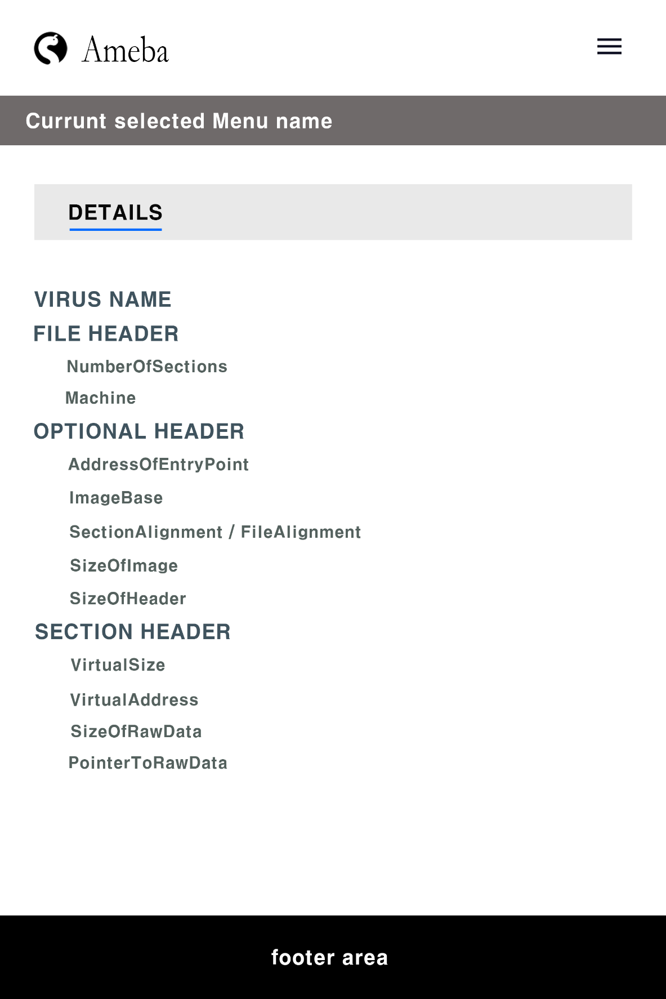 Ameba
Currunt selected Menu name
DETAILS
VIRUS NAME
FILE HEADER
NumberOfSections
Machine
OPTIONAL HEADER
AddressOfEntryPoint
ImageBase
SectionAlignment / FileAlignment
SizeOfImage
SizeOfHeader
SECTION HEADER
VirtualSize
VirtualAddress
SizeOfRawData
PointerToRawData
footer area